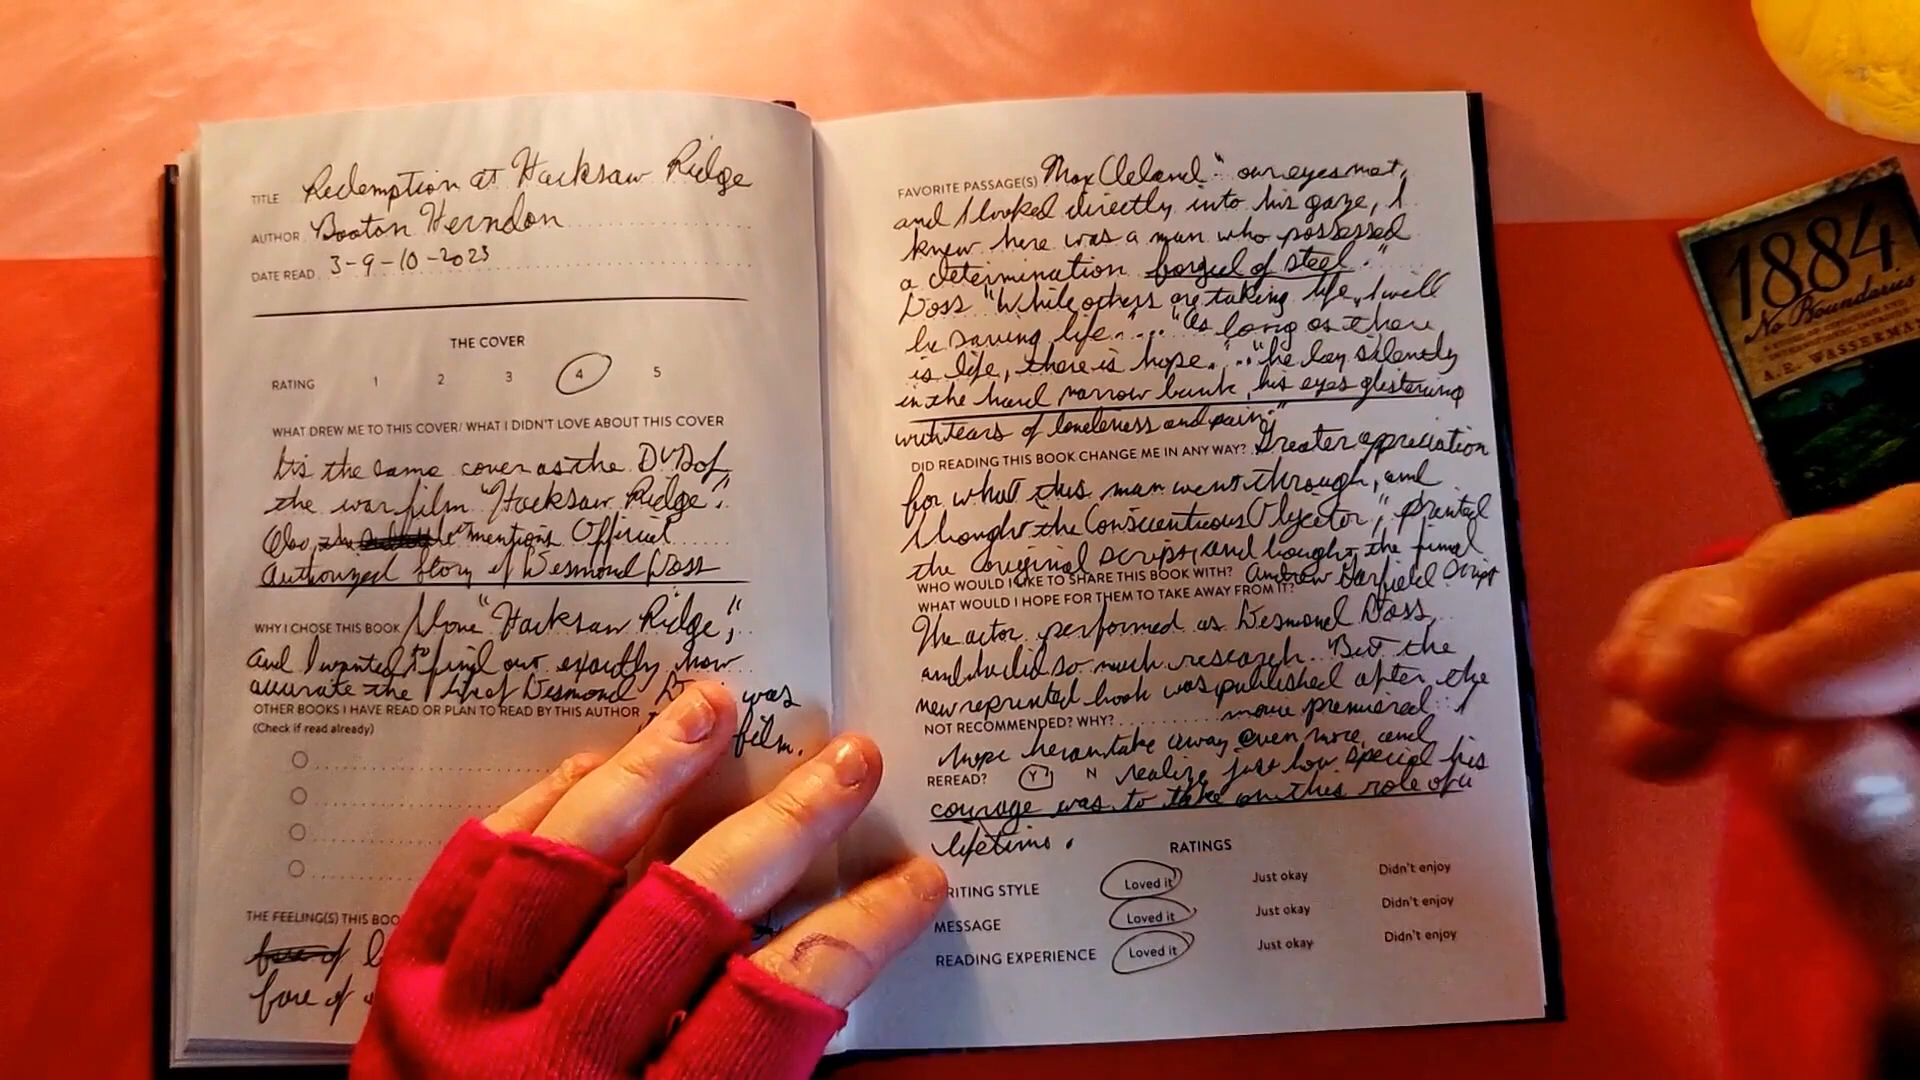 TITLE Redemption at Hacksaw Ridge
AUTHOR Booton Herndon
DATE READ 3-9-10-2023
THE COVER
RATING 1 2 3 4 5
WHAT DREW ME TO THIS COVER/ WHAT I DIDN'T LOVE ABOUT THIS COVER
It's the same cover as the DVD of
the war film "Hacksaw Ridge".
Also, the mentions Official
Authorized Story of Desmond Doss
WHY I CHOSE THIS BOOK I love "Hacksaw Ridge",
and I wanted to find out exactly how
accurate the life of Desmond was
OTHER BOOKS I HAVE READ OR PLAN TO READ BY THIS AUTHOR
film.
(Check if read already)
THE FEELING(S) THIS BOO
of
of
FAVORITE PASSAGE(S) Max Cleland "our eyes met,
and I looked directly into his gaze, I
knew here was a man who possessed
a determination forged of steel."
Doss "While others are taking life, I will
be saving life." ... "As long as there
is life, there is hope." ... "he lay silently
in the hard narrow bunk, his eyes glistening
with tears of loneliness and pain."
DID READING THIS BOOK CHANGE ME IN ANY WAY? Greater appreciation
for what this man went through, and
I bought the Conscientious Objector," printed
the original script, and bought the final
WHO WOULD I LIKE TO SHARE THIS BOOK WITH? Andrew Garfield script
WHAT WOULD I HOPE FOR THEM TO TAKE AWAY FROM IT?
The actor performed as Desmond Doss,
and he did so much research. But the
new reprinted book was published after the
NOT RECOMMENDED? WHY? movie premiered. I
hope he can take away even more, and
REREAD? Y N realize just how special his
courage was to take on this role of a
lifetime.
RATINGS
RITING STYLE Loved it Just okay Didn't enjoy
MESSAGE Loved it Just okay Didn't enjoy
READING EXPERIENCE Loved it Just okay Didn't enjoy
1884
No Boundaries
A.E. WASSERMA